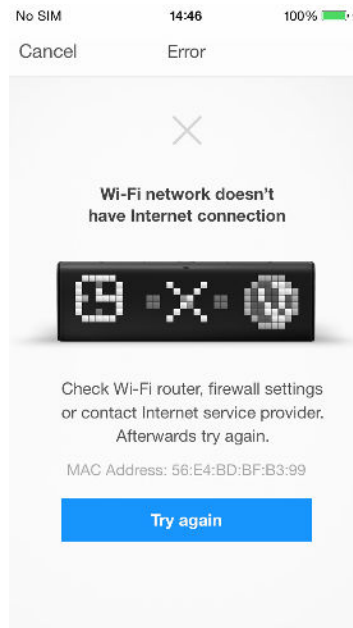 No SIM 14:46 100%
Cancel Error
Wi-Fi network doesn't
have Internet connection
Check Wi-Fi router, firewall settings
or contact Internet service provider.
Afterwards try again.
MAC Address: 56:E4:BD:BF:B3:99
Try again